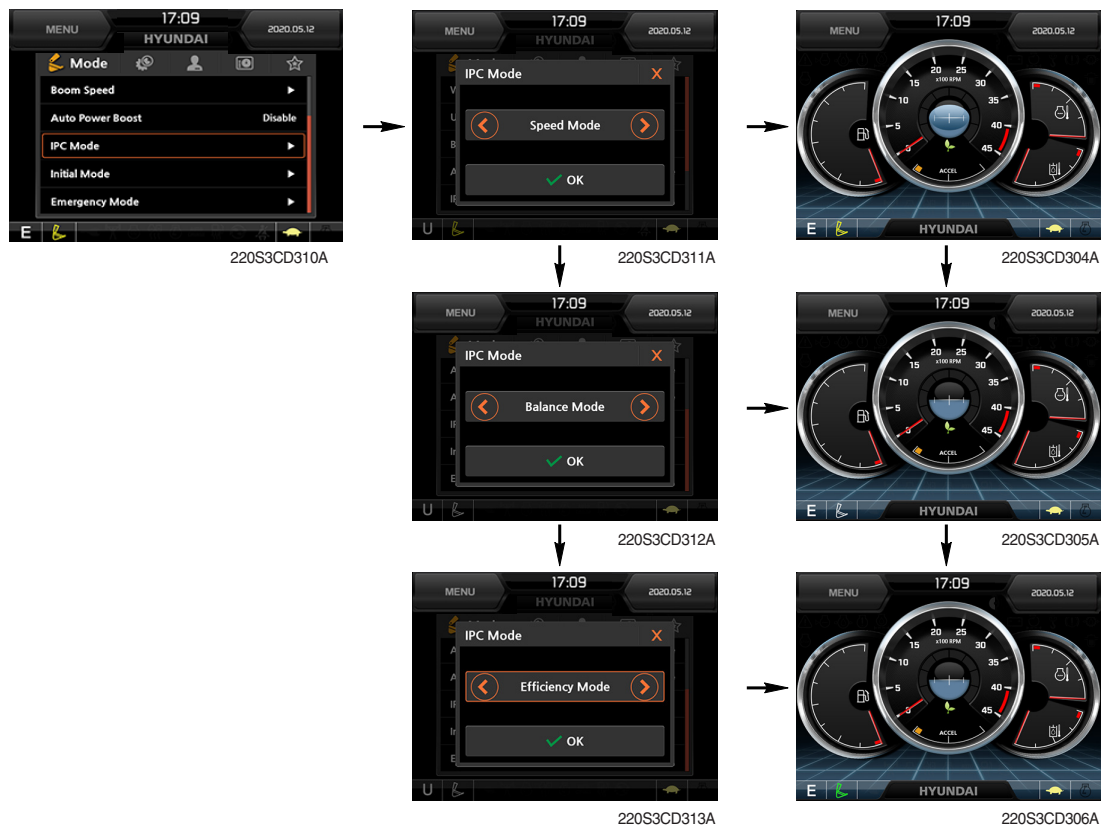 17:09
MENU
2020.05.12
HYUNDAI
Mode
Boom Speed
Auto Power Boost Disable
IPC Mode
Initial Mode
Emergency Mode
E
220S3CD310A
17:09
MENU
2020.05.12
HYUNDAI
IPC Mode X
Speed Mode
OK
U
220S3CD311A
17:09
MENU
2020.05.12
20 25
x100 RPM
15 30
10 35
5 40
0 45
ACCEL
E HYUNDAI
220S3CD304A
17:09
MENU
2020.05.12
HYUNDAI
IPC Mode X
Balance Mode
OK
U
220S3CD312A
17:09
MENU
2020.05.12
20 25
x100 RPM
15 30
10 35
5 40
0 45
ACCEL
E HYUNDAI
220S3CD305A
17:09
MENU
2020.05.12
HYUNDAI
IPC Mode X
Efficiency Mode
OK
U
220S3CD313A
17:09
MENU
2020.05.12
20 25
x100 RPM
15 30
10 35
5 40
0 45
ACCEL
E HYUNDAI
220S3CD306A